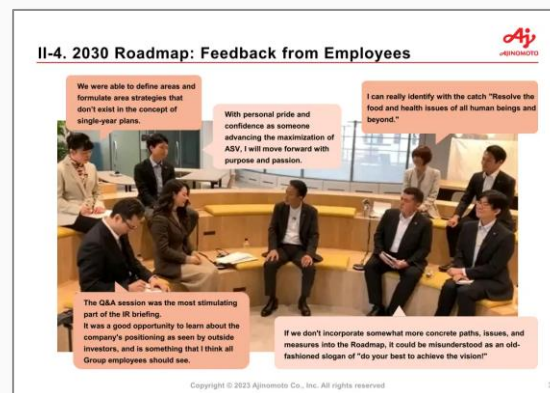 II-4. 2030 Roadmap: Feedback from Employees
AJINOMOTO
We were able to define areas and
formulate area strategies that
don't exist in the concept of
single-year plans.
With personal pride and
confidence as someone
advancing the maximization of
ASV, I will move forward with
purpose and passion.
I can really identify with the catch "Resolve the
food and health issues of all human beings and
beyond."
The Q&A session was the most stimulating
part of the IR briefing.
It was a good opportunity to learn about the
company's positioning as seen by outside
investors, and is something that I think all
Group employees should see.
If we don't incorporate somewhat more concrete paths, issues, and
measures into the Roadmap, it could be misunderstood as an old-
fashioned slogan of "do your best to achieve the vision!"
Copyright © 2023 Ajinomoto Co., Inc. All rights reserved